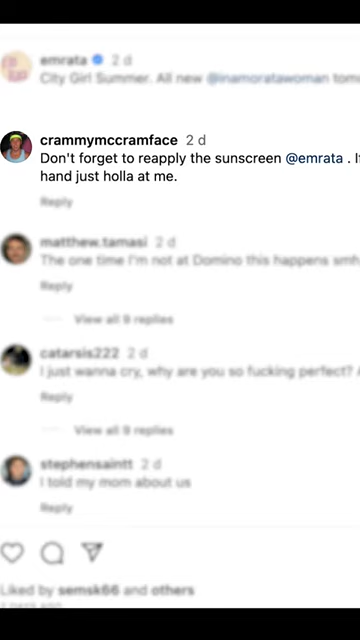 emrata 2 d
City Girl Summer. All new @inamoratawoman
crammymccramface 2 d
Don't forget to reapply the sunscreen @emrata . I
hand just holla at me.
Reply
matthew.tamasi 2 d
The one time I'm not at Domino this happens smh
Reply
View all 9 replies
catarsis222 2 d
I just wanna cry, why are you so fucking perfect?
Reply
View all 9 replies
stephensaintt 2 d
I told my mom about us
Reply
Liked by semsk66 and others